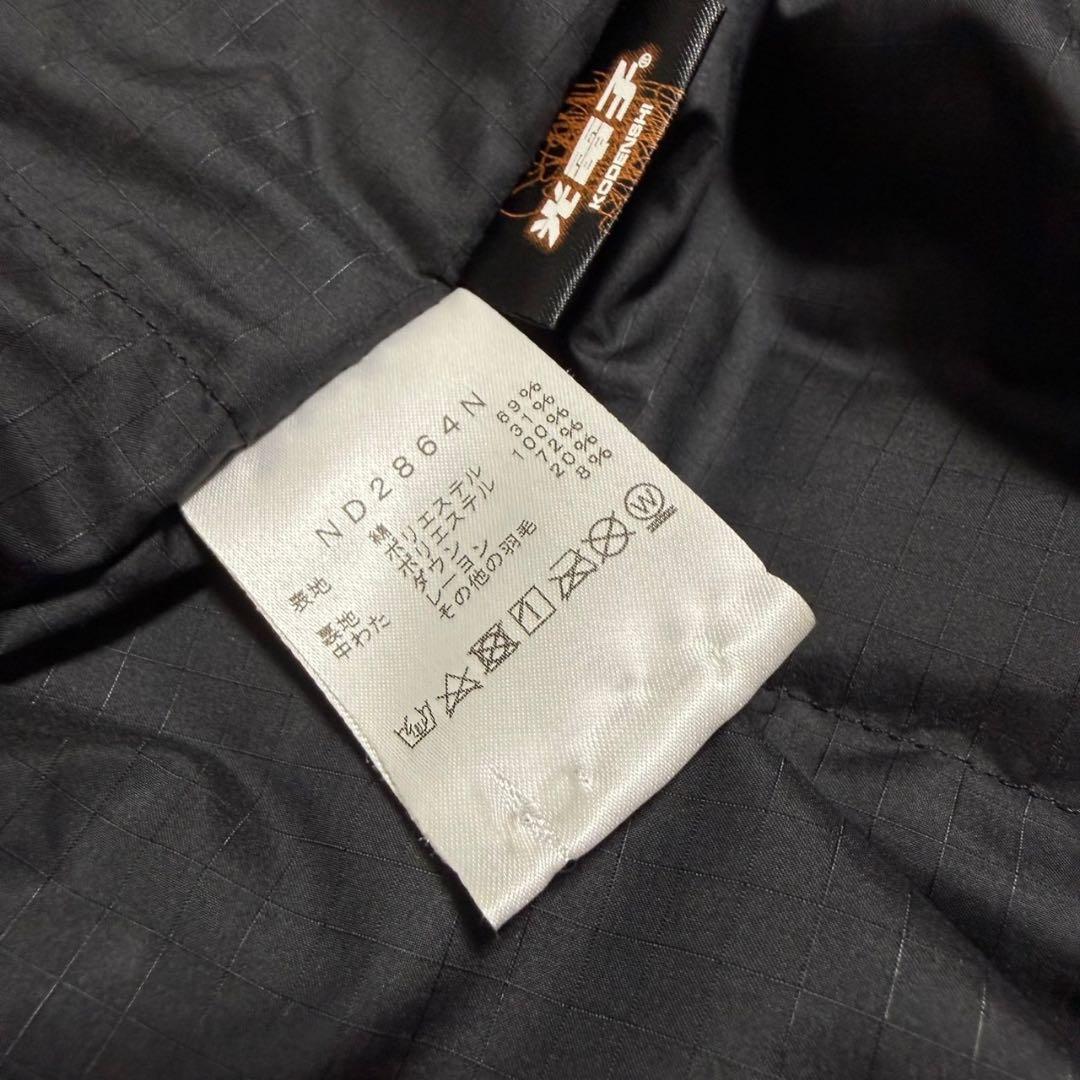 光電子®
KODENSHI
ND2864N
表地 綿 69%
ポリエステル 31%
裏地 ポリエステル 100%
中わた ダウン 72%
レーヨン 20%
その他の羽毛 8%
W